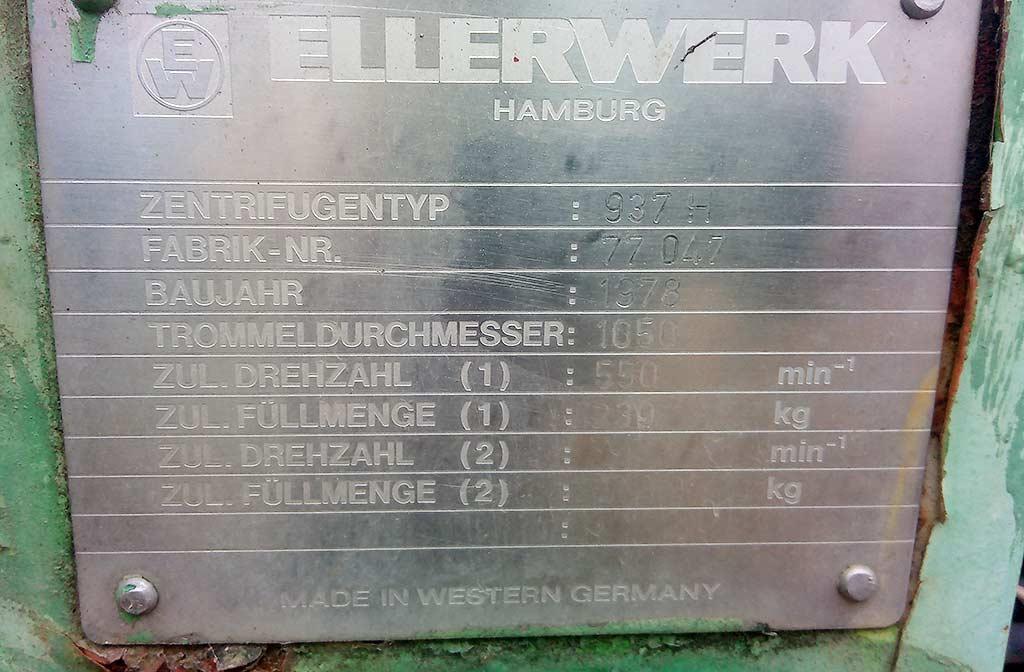 EW ELLERWERK
HAMBURG
ZENTRIFUGENTYP : 937 H
FABRIK-NR. : 77 047
BAUJAHR : 1978
TROMMELDURCHMESSER: 1050
ZUL. DREHZAHL (1) : 550 min⁻¹
ZUL. FÜLLMENGE (1) : kg
ZUL. DREHZAHL (2) : min⁻¹
ZUL. FÜLLMENGE (2) : kg
:
MADE IN WESTERN GERMANY